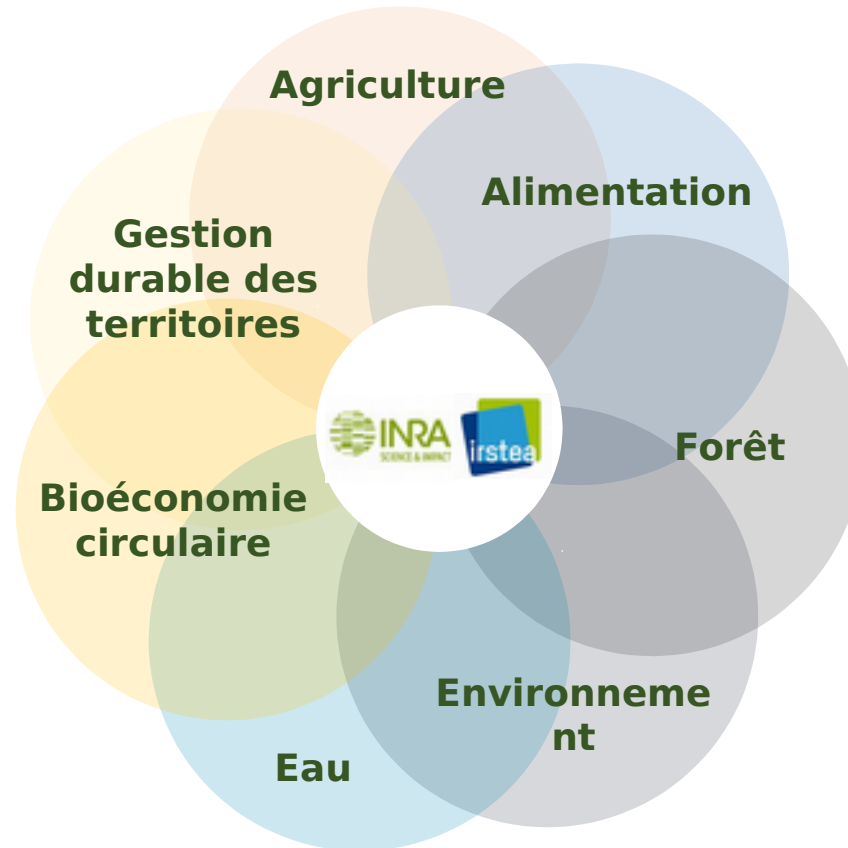 Agriculture
Alimentation
Gestion
durable des
territoires
INRA
SCIENCE & IMPACT
irstea
Forêt
Bioéconomie
circulaire
Environneme
nt
Eau